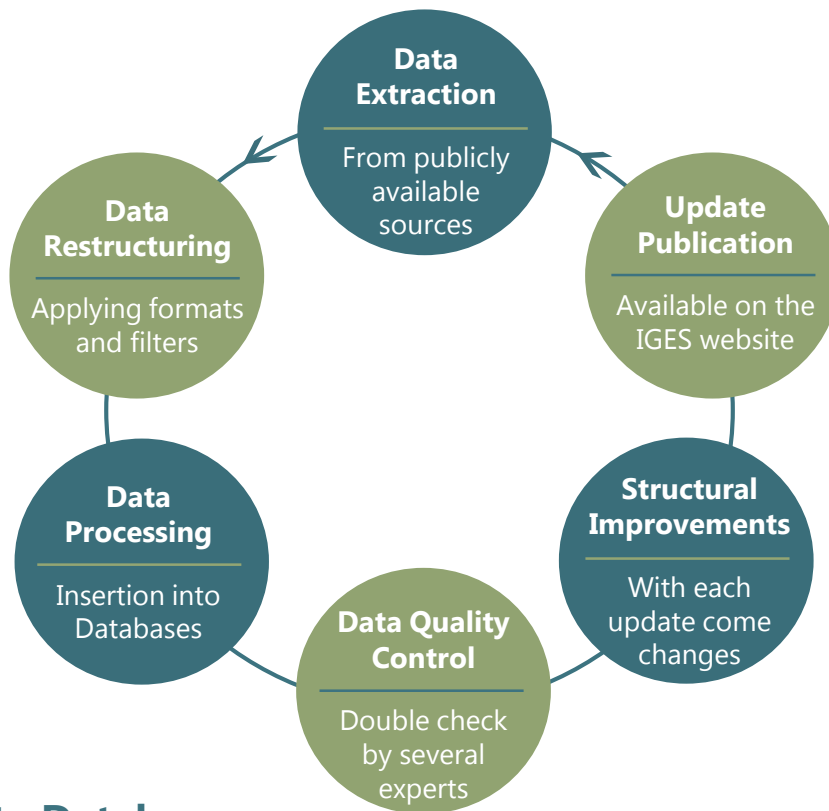 Data
Extraction
From publicly
available
sources
Data
Restructuring
Applying formats
and filters
Update
Publication
Available on the
IGES website
Data
Processing
Insertion into
Databases
Structural
Improvements
With each
update come
changes
Data Quality
Control
Double check
by several
experts